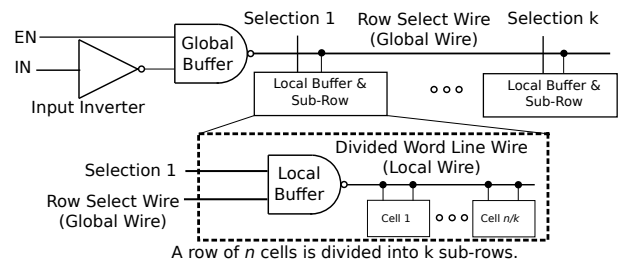 Selection 1
Row Select Wire
(Global Wire)
Selection k
EN
IN
Global
Buffer
Input Inverter
Local Buffer &
Sub-Row
Local Buffer &
Sub-Row
Selection 1
Row Select Wire
(Global Wire)
Local
Buffer
Divided Word Line Wire
(Local Wire)
Cell 1
Cell n/k
A row of n cells is divided into k sub-rows.